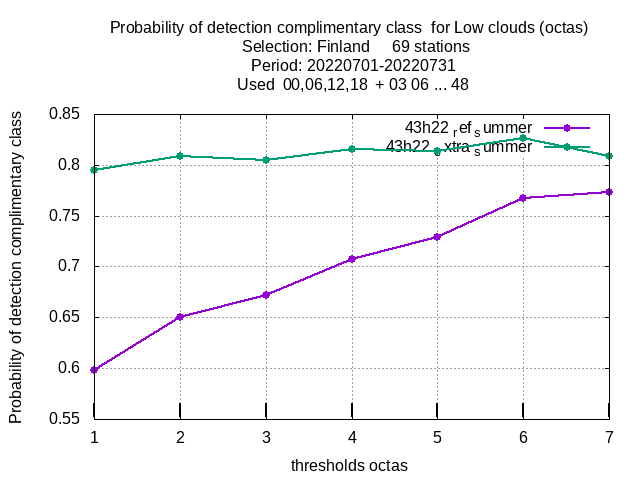 Probability of detection complimentary class  for Low clouds (octas)
Selection: Finland     69 stations
Period: 20220701-20220731
Used  00,06,12,18  + 03 06 ... 48
Probability of detection complimentary class
0.85
0.8
0.75
0.7
0.65
0.6
0.55
43h22 ref summer
43h22 extra summer
1 2 3 4 5 6 7
thresholds octas